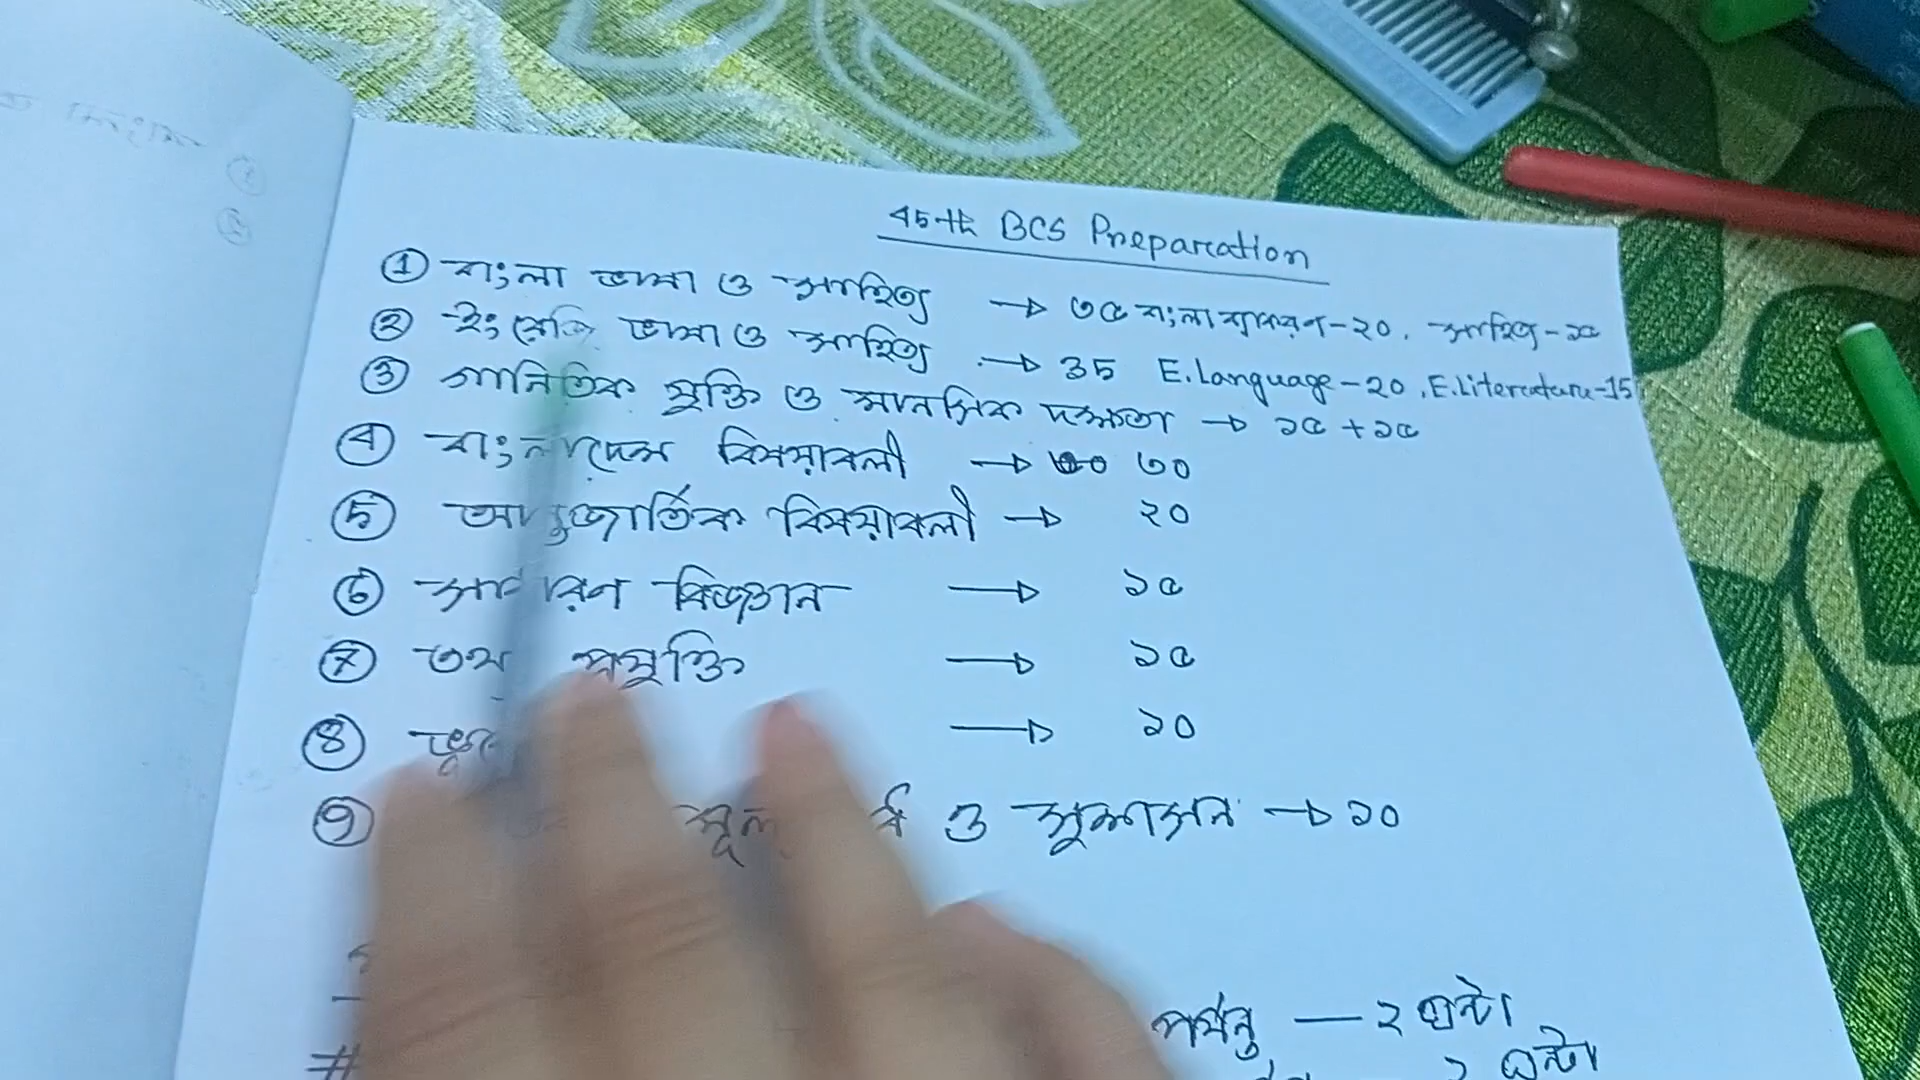 45th BCS Preparation
① বাংলা ভাষা ও সাহিত্য → ৩৫ বাংলা ব্যাকরণ-২০, সাহিত্য-১৫
② ইংরেজি ভাষা ও সাহিত্য → 35 E.Language-20, E.literature-15
③ গানিতিক যুক্তি ও মানসিক দক্ষতা → ১৫+১৫
④ বাংলাদেশ বিষয়াবলী → ৩০
⑤ আন্তর্জাতিক বিষয়াবলী → ২০
⑥ বিজ্ঞান → ১৫
⑦ প্রযুক্তি → ১৫
⑧ → ১০
⑨ ও সুশাসন → ১০
পর্যন্ত — ২ ঘন্টা
# ২ ঘন্টা